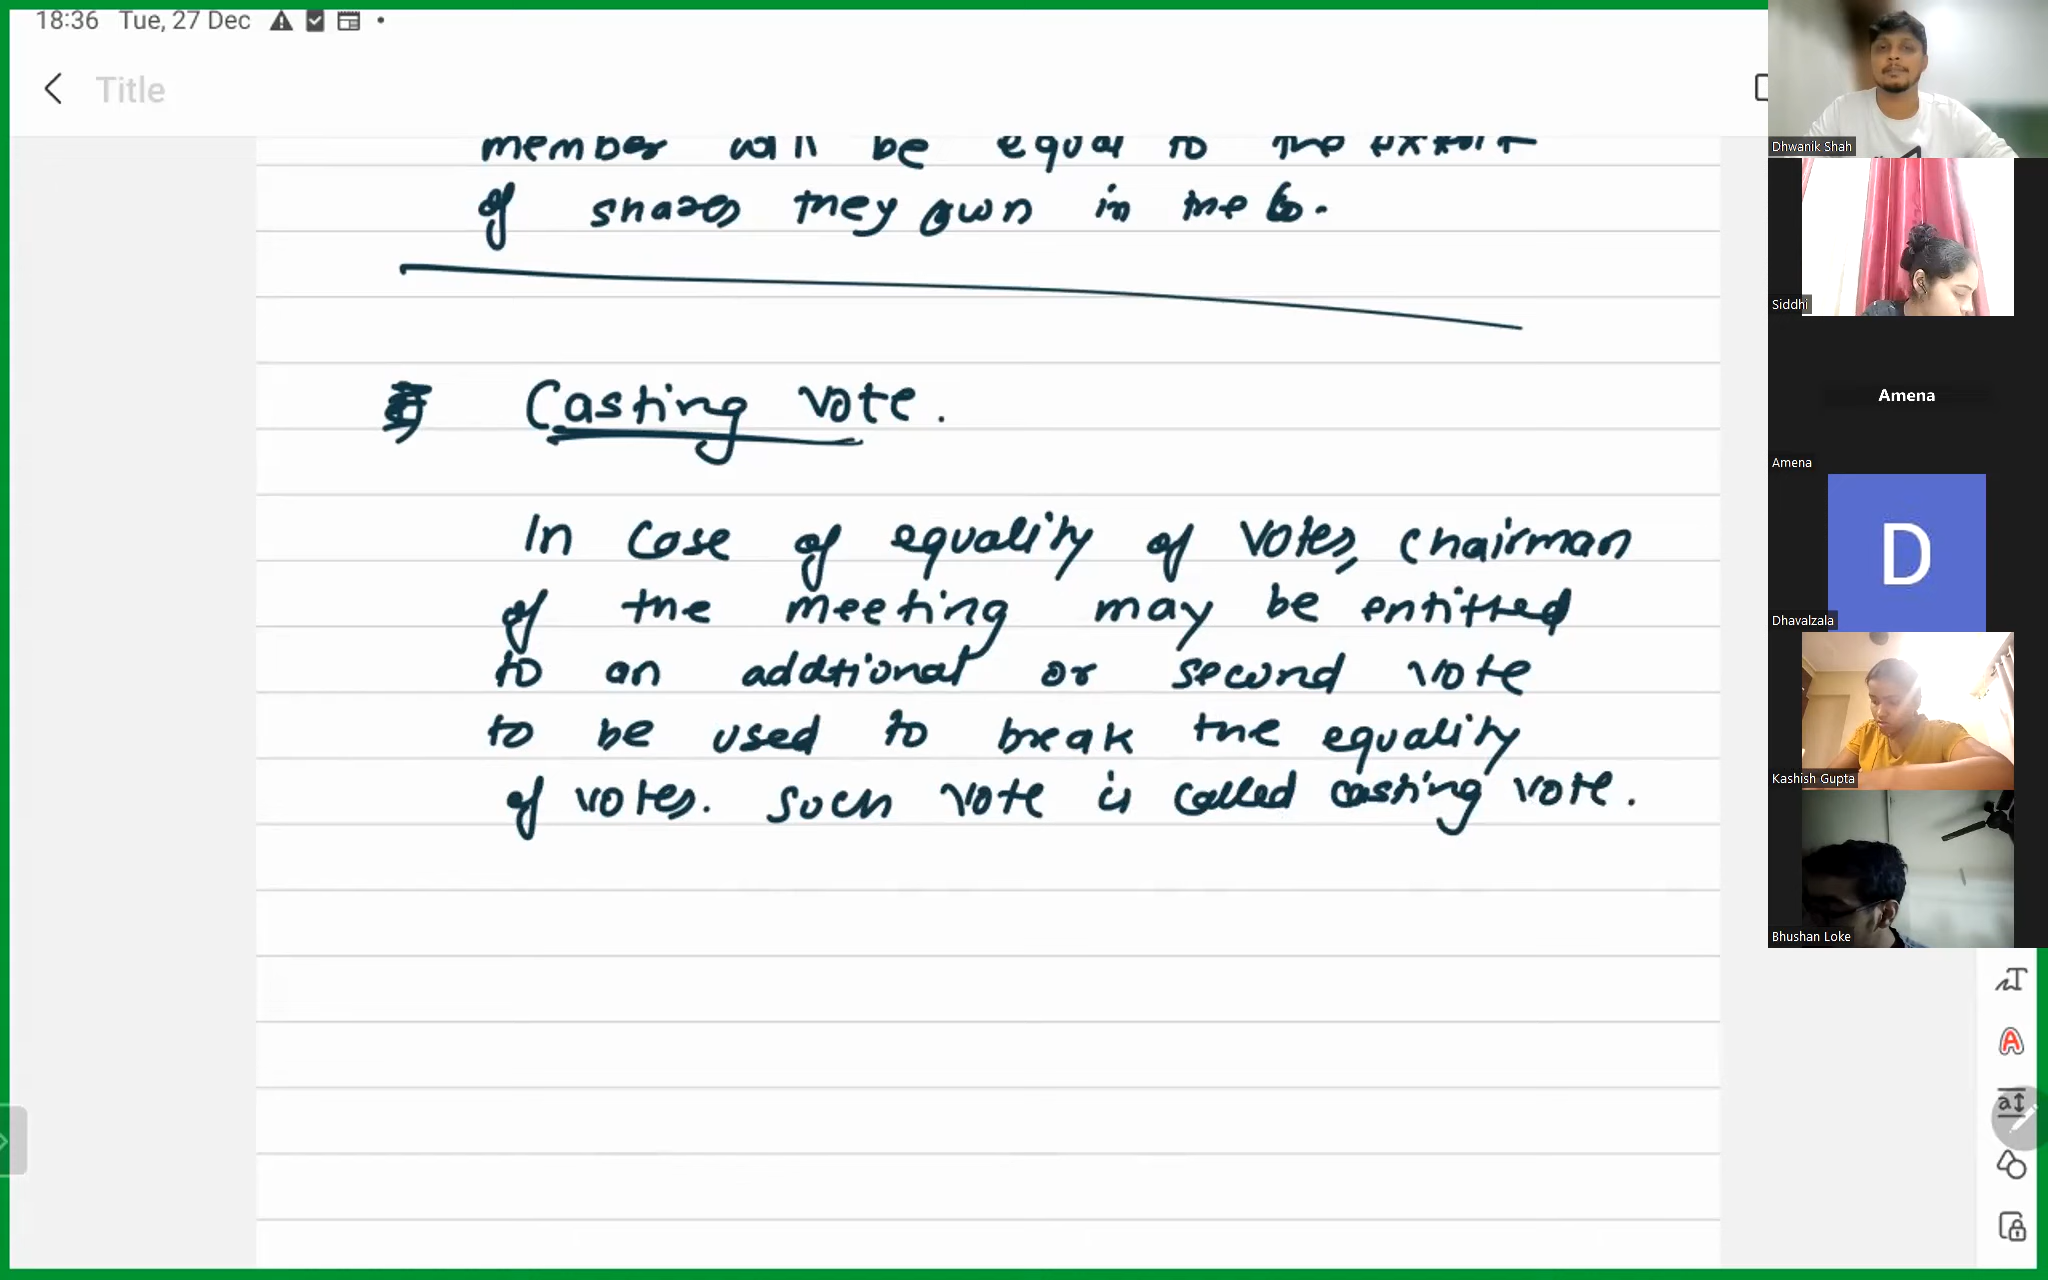 18:36 Tue, 27 Dec
Title
member will be equal to the extent
of shares they own in the Co.
Casting Vote.
In case of equality of Votes, Chairman
of the meeting may be entitled
to an addtional or second vote
to be used to break the equality
of votes. Such vote is called casting vote.
Dhwanik Shah
Siddhi
Amena
Amena
D
Dhavalzala
Kashish Gupta
Bhushan Loke